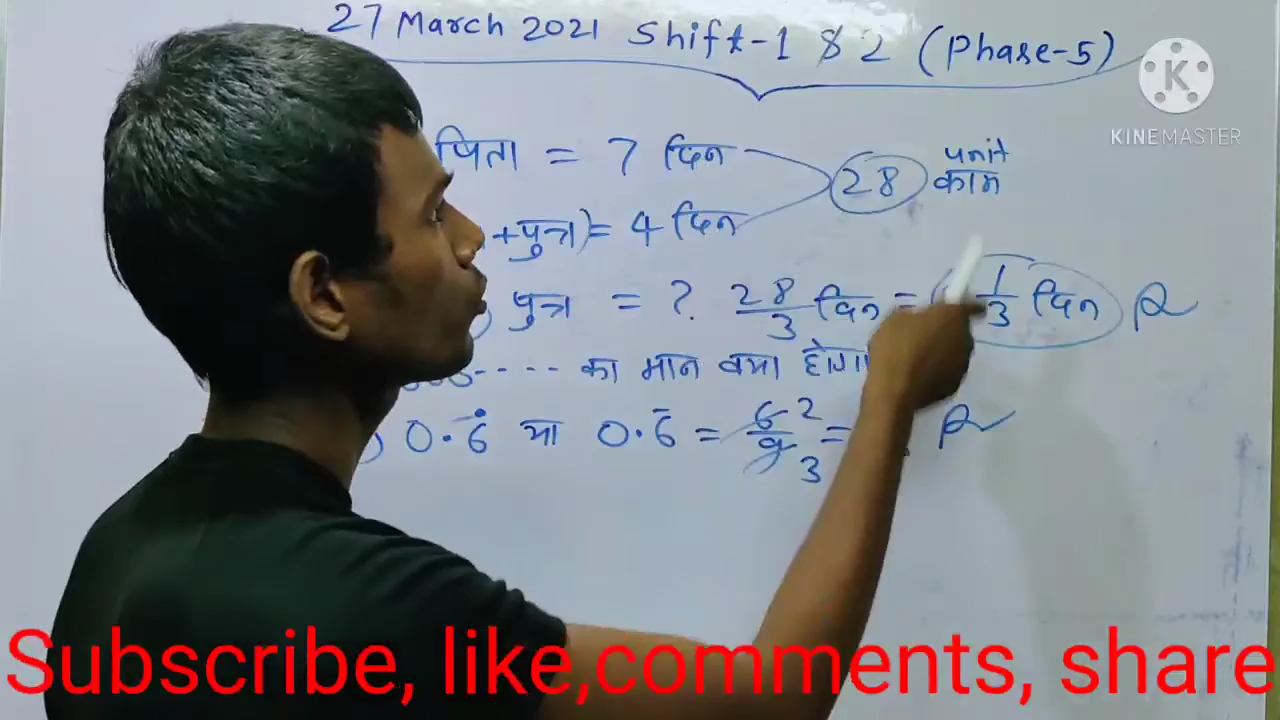 27 March 2021 Shift-1 & 2 (Phase-5)
KINEMASTER
पिता = 7 दिन
28 unit काम
+पुत्र) = 4 दिन
पुत्र = ? 28/3 दिन = 1/3 दिन
का मान क्या होगा
0.6̇ या 0.6̄ = 6/9 2/3 =
Subscribe, like,comments, share